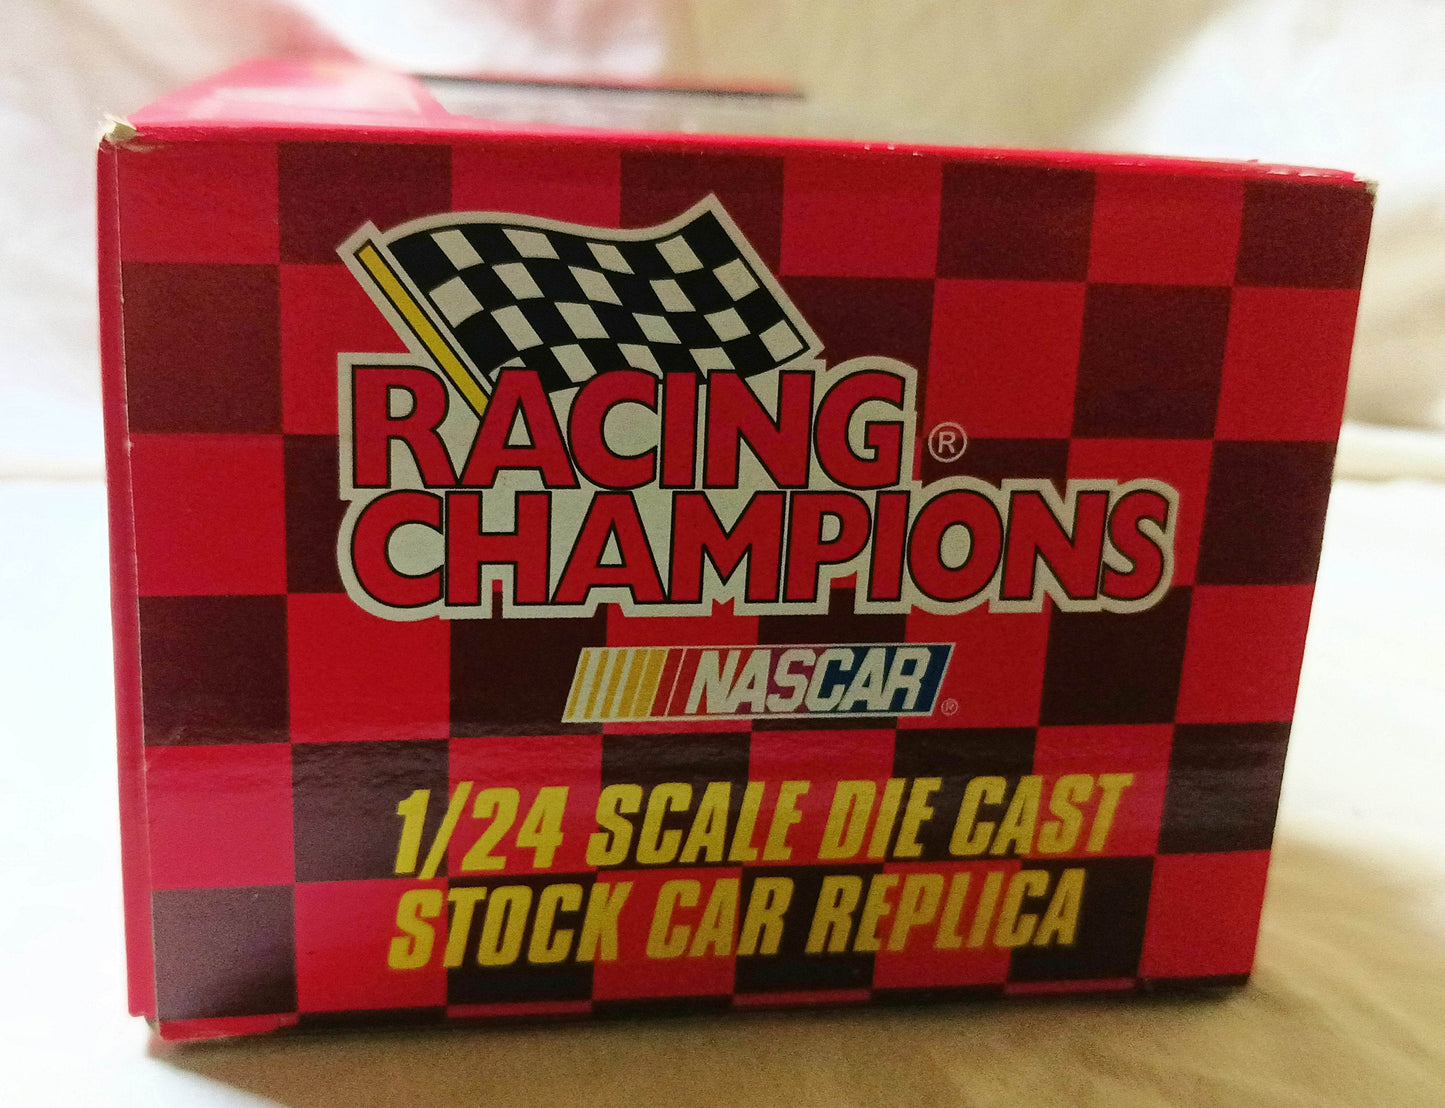 RACING ®
CHAMPIONS
NASCAR ®
1/24 SCALE DIE CAST
STOCK CAR REPLICA